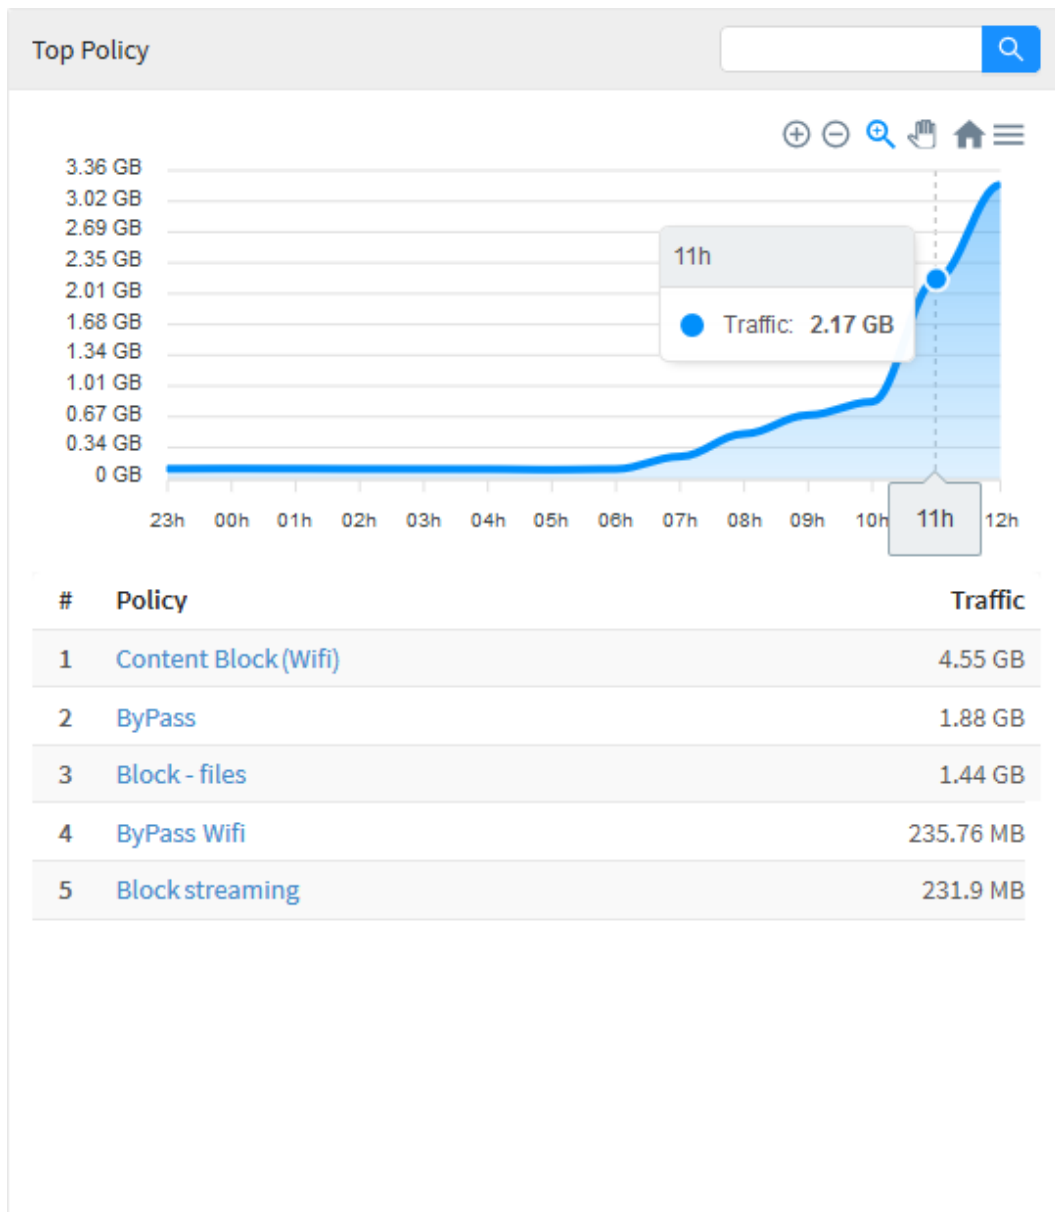 Top Policy
3.36 GB
3.02 GB
2.69 GB
2.35 GB
2.01 GB
1.68 GB
1.34 GB
1.01 GB
0.67 GB
0.34 GB
0 GB
11h
Traffic: 2.17 GB
23h 00h 01h 02h 03h 04h 05h 06h 07h 08h 09h 10h 11h 12h
# Policy Traffic
1 Content Block (Wifi) 4.55 GB
2 ByPass 1.88 GB
3 Block - files 1.44 GB
4 ByPass Wifi 235.76 MB
5 Block streaming 231.9 MB